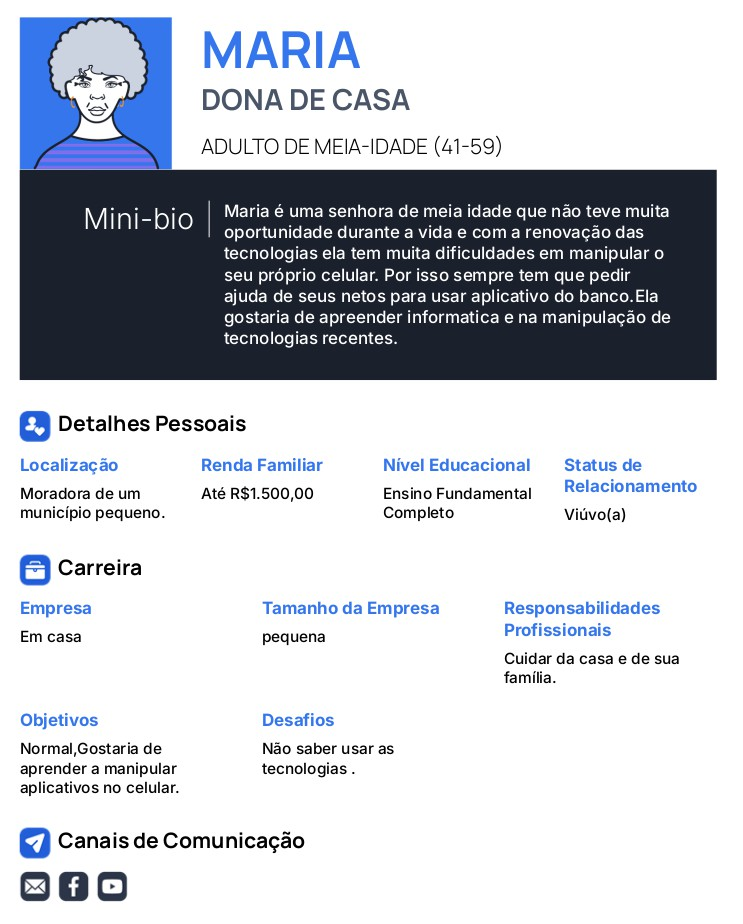 MARIA
DONA DE CASA
ADULTO DE MEIA-IDADE (41-59)
Mini-bio
Maria é uma senhora de meia idade que não teve muita
oportunidade durante a vida e com a renovação das
tecnologias ela tem muita dificuldades em manipular o
seu próprio celular. Por isso sempre tem que pedir
ajuda de seus netos para usar aplicativo do banco.Ela
gostaria de apreender informatica e na manipulação de
tecnologias recentes.
Detalhes Pessoais
Localização
Moradora de um
município pequeno.
Renda Familiar
Até R$1.500,00
Nível Educacional
Ensino Fundamental
Completo
Status de
Relacionamento
Viúvo(a)
Carreira
Empresa
Em casa
Tamanho da Empresa
pequena
Responsabilidades
Profissionais
Cuidar da casa e de sua
família.
Objetivos
Normal,Gostaria de
aprender a manipular
aplicativos no celular.
Desafios
Não saber usar as
tecnologias .
Canais de Comunicação